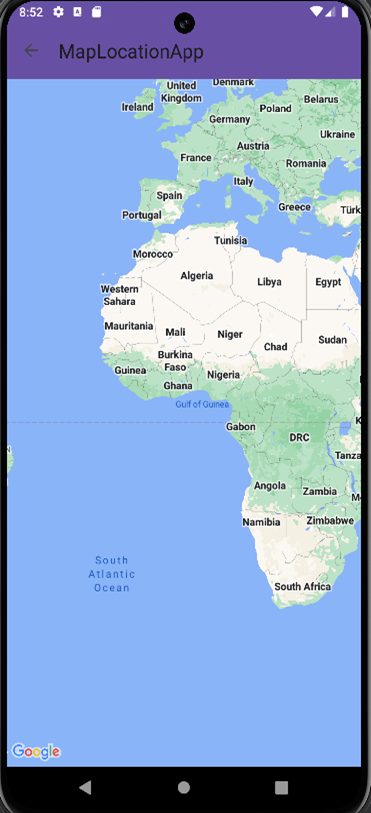 8:52
MapLocationApp
Denmark
United
Kingdom
Ireland
Belarus
Poland
Germany
Ukraine
Austria
France
Romania
Italy
Spain
Greece
Türk
Portugal
Tunisia
Morocco
Algeria
Libya
Egypt
Western
Sahara
Mauritania
Mali
Niger
Sudan
Chad
Burkina
Faso
Guinea
Nigeria
Ghana
Gulf of Guinea
Gabon
K
DRC
N
Tanza
Angola
Zambia
M
Namibia
Zimbabwe
South
Atlantic
Ocean
South Africa
Google